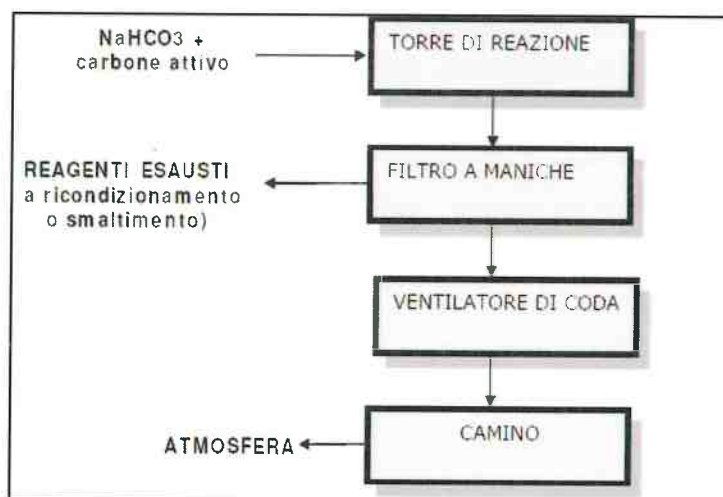 NaHCO3 +
carbone attivo
TORRE DI REAZIONE
REAGENTI ESAUSTI
a ricondizionamento
o smaltimento)
FILTRO A MANICHE
VENTILATORE DI CODA
CAMINO
ATMOSFERA